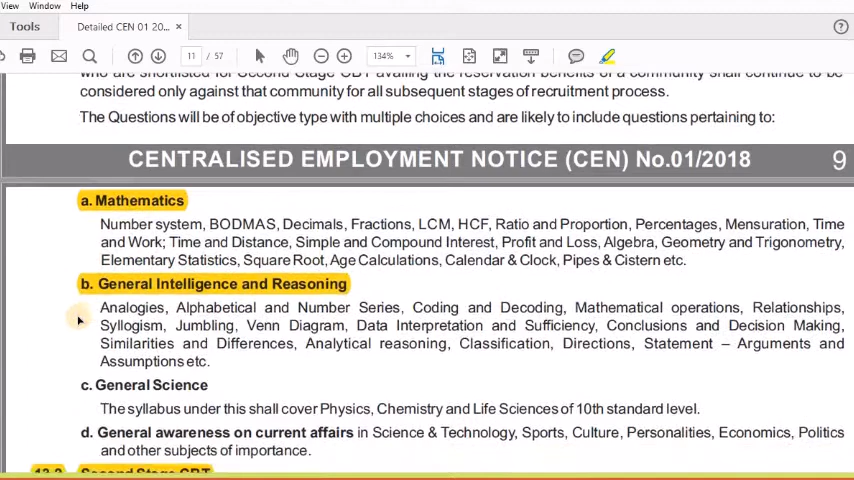 View Window Help
Tools Detailed CEN 01 20... ×
11 / 57 134%
who are shortlisted for Second Stage CBT availing the reservation benefits of a community shall continue to be
considered only against that community for all subsequent stages of recruitment process.
The Questions will be of objective type with multiple choices and are likely to include questions pertaining to:
CENTRALISED EMPLOYMENT NOTICE (CEN) No.01/2018 9
a. Mathematics
Number system, BODMAS, Decimals, Fractions, LCM, HCF, Ratio and Proportion, Percentages, Mensuration, Time
and Work; Time and Distance, Simple and Compound Interest, Profit and Loss, Algebra, Geometry and Trigonometry,
Elementary Statistics, Square Root, Age Calculations, Calendar & Clock, Pipes & Cistern etc.
b. General Intelligence and Reasoning
Analogies, Alphabetical and Number Series, Coding and Decoding, Mathematical operations, Relationships,
Syllogism, Jumbling, Venn Diagram, Data Interpretation and Sufficiency, Conclusions and Decision Making,
Similarities and Differences, Analytical reasoning, Classification, Directions, Statement – Arguments and
Assumptions etc.
c. General Science
The syllabus under this shall cover Physics, Chemistry and Life Sciences of 10th standard level.
d. General awareness on current affairs in Science & Technology, Sports, Culture, Personalities, Economics, Politics
and other subjects of importance.
13.2 Second Stage CBT